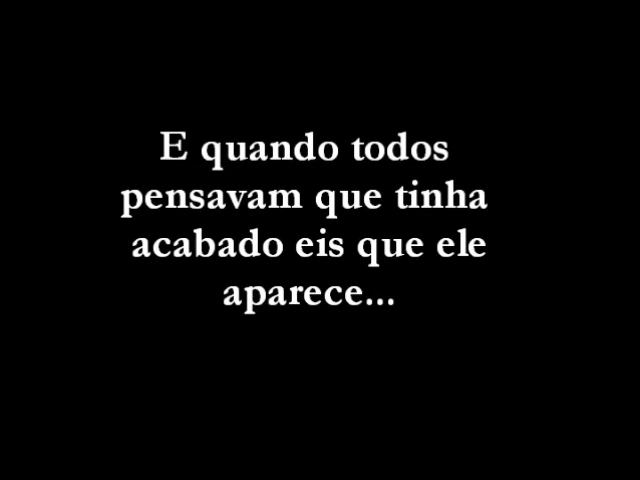 E quando todos
pensavam que tinha
acabado eis que ele
aparece...